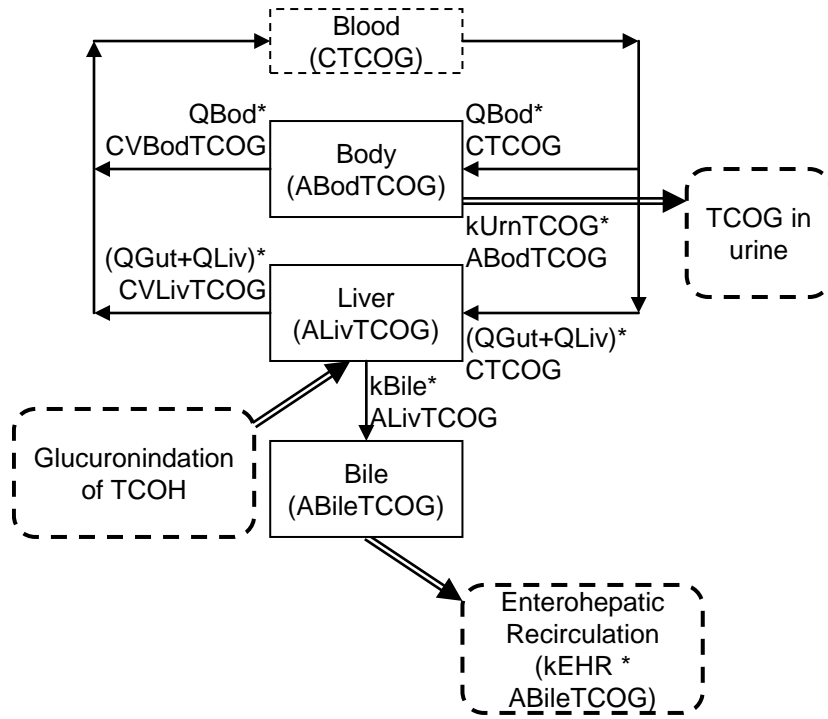 Blood
(CTCOG)
QBod*
CVBodTCOG
Body
(ABodTCOG)
QBod*
CTCOG
kUrnTCOG*
ABodTCOG
TCOG in
urine
(QGut+QLiv)*
CVLivTCOG
Liver
(ALivTCOG)
(QGut+QLiv)*
CTCOG
kBile*
ALivTCOG
Glucuronindation
of TCOH
Bile
(ABileTCOG)
Enterohepatic
Recirculation
(kEHR *
ABileTCOG)